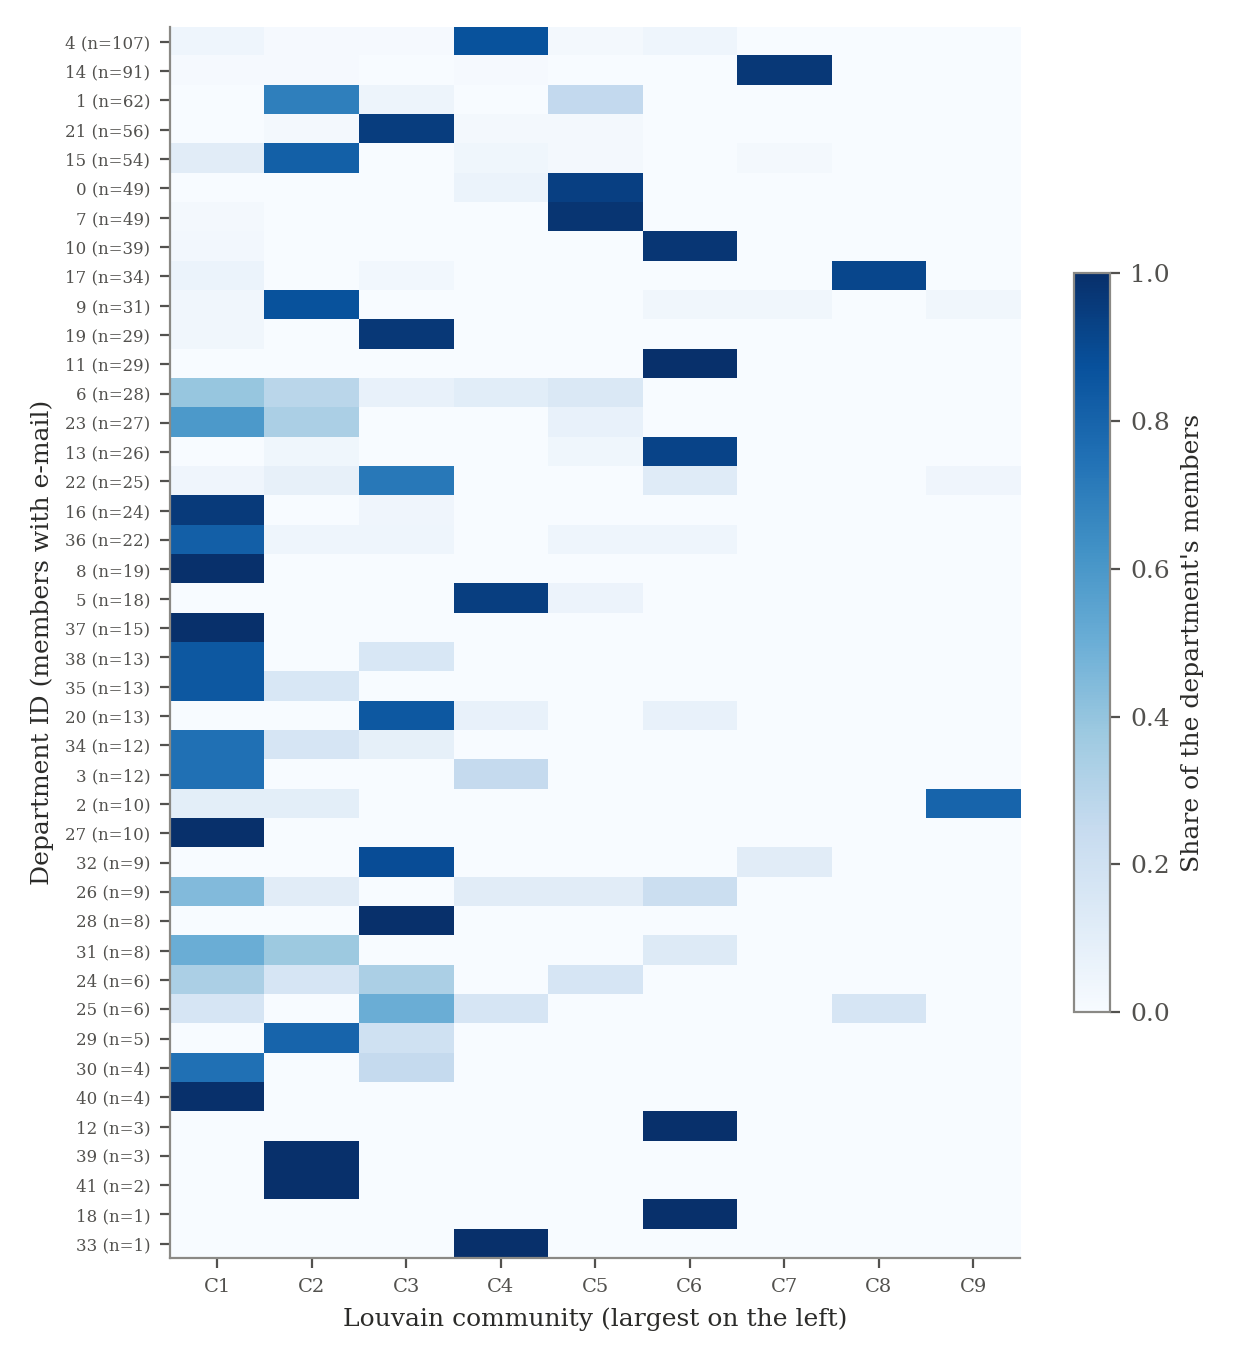 4 (n=107)
14 (n=91)
1 (n=62)
21 (n=56)
15 (n=54)
0 (n=49)
7 (n=49)
10 (n=39)
17 (n=34)
9 (n=31)
19 (n=29)
11 (n=29)
6 (n=28)
23 (n=27)
13 (n=26)
22 (n=25)
16 (n=24)
36 (n=22)
8 (n=19)
5 (n=18)
37 (n=15)
38 (n=13)
35 (n=13)
20 (n=13)
34 (n=12)
3 (n=12)
2 (n=10)
27 (n=10)
32 (n=9)
26 (n=9)
28 (n=8)
31 (n=8)
24 (n=6)
25 (n=6)
29 (n=5)
30 (n=4)
40 (n=4)
12 (n=3)
39 (n=3)
41 (n=2)
18 (n=1)
33 (n=1)
Department ID (members with e-mail)
C1 C2 C3 C4 C5 C6 C7 C8 C9
Louvain community (largest on the left)
1.0
0.8
0.6
0.4
0.2
0.0
Share of the department's members